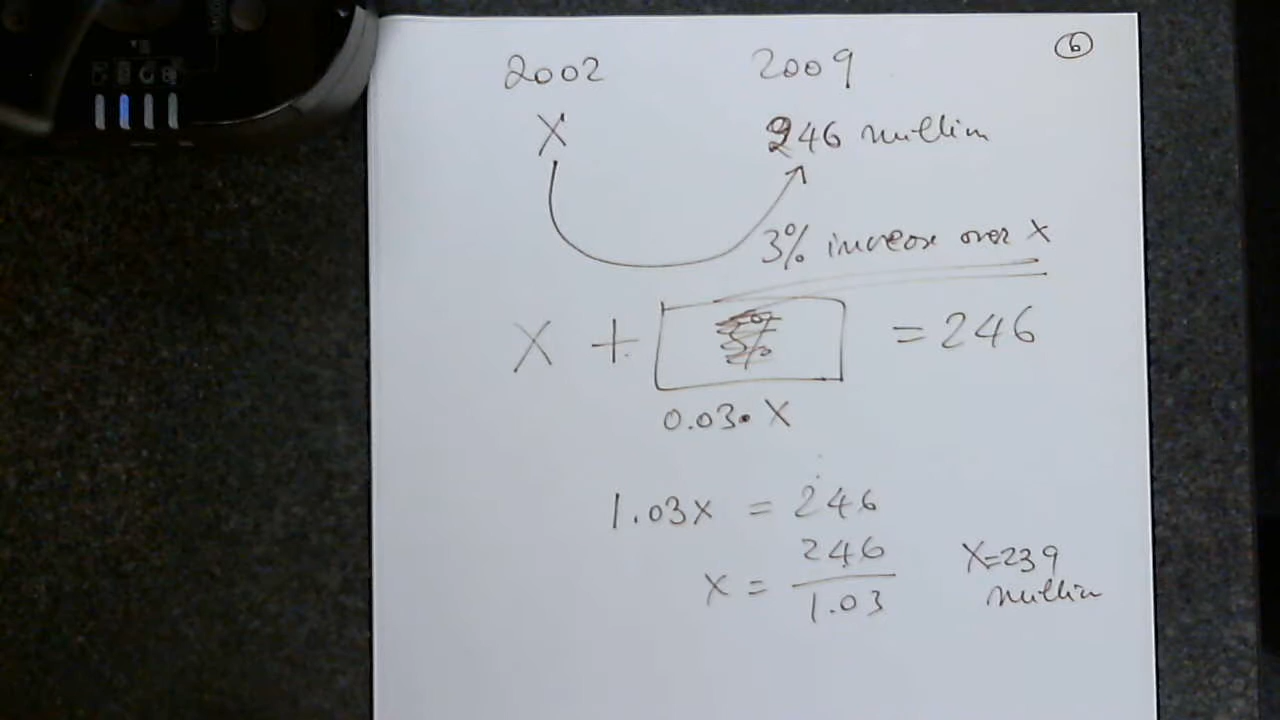 6
2002 2009
X 246 million
3% increase over X
X + = 246
0.03 • X
1.03X = 246
X = 246 / 1.03
X=239 million